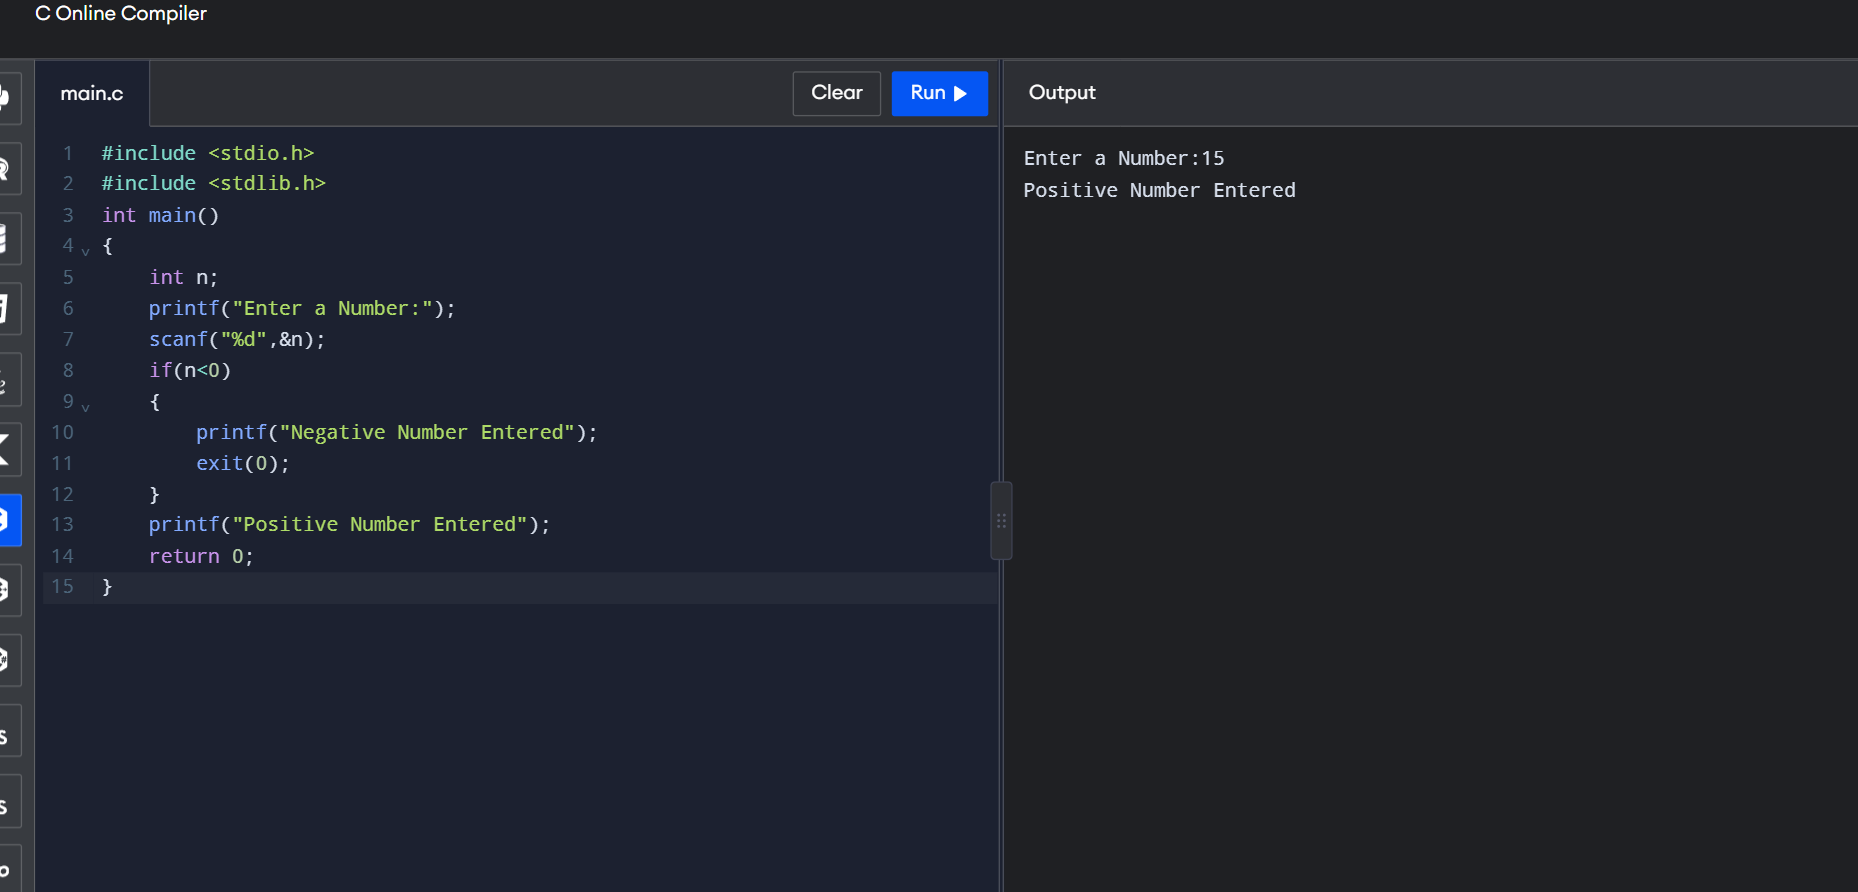 C Online Compiler
main.c
Clear
Run
Output
1 #include <stdio.h>
2 #include <stdlib.h>
3 int main()
4 {
5     int n;
6     printf("Enter a Number:");
7     scanf("%d",&n);
8     if(n<0)
9     {
10         printf("Negative Number Entered");
11         exit(0);
12     }
13     printf("Positive Number Entered");
14     return 0;
15 }
Enter a Number:15
Positive Number Entered